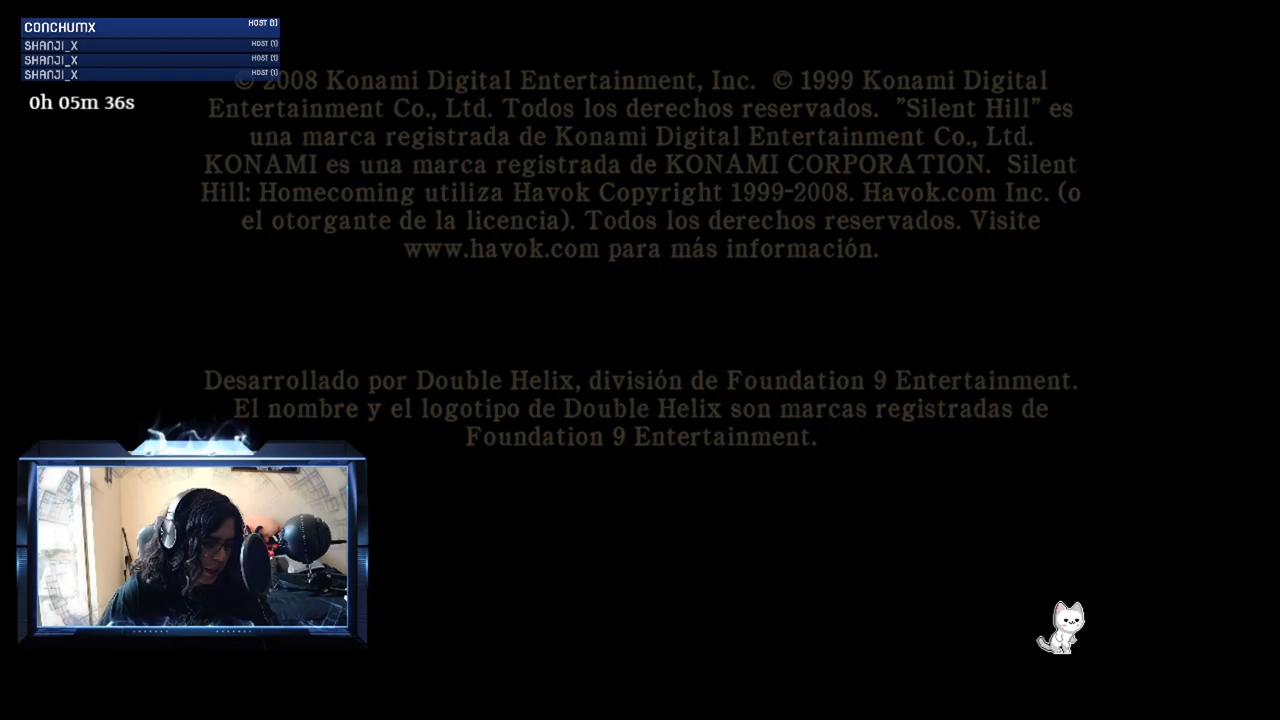 CONCHUMX HOST [1]
SHANJI_X HOST [1]
SHANJI_X HOST [1]
SHANJI_X HOST [1]
0h 05m 36s
© 2008 Konami Digital Entertainment, Inc. © 1999 Konami Digital
Entertainment Co., Ltd. Todos los derechos reservados. "Silent Hill" es
una marca registrada de Konami Digital Entertainment Co., Ltd.
KONAMI es una marca registrada de KONAMI CORPORATION. Silent
Hill: Homecoming utiliza Havok Copyright 1999-2008. Havok.com Inc. (o
el otorgante de la licencia). Todos los derechos reservados. Visite
www.havok.com para más información.
Desarrollado por Double Helix, división de Foundation 9 Entertainment.
El nombre y el logotipo de Double Helix son marcas registradas de
Foundation 9 Entertainment.